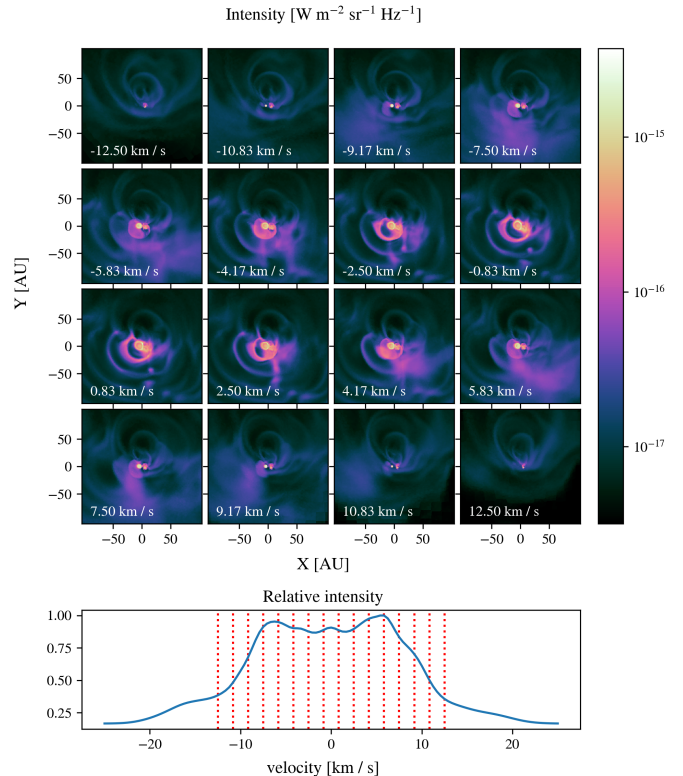 Intensity [W m−2 sr−1 Hz−1]
50
0
−50
-12.50 km / s
-10.83 km / s
-9.17 km / s
-7.50 km / s
10−15
50
0
−50
-5.83 km / s
-4.17 km / s
-2.50 km / s
-0.83 km / s
Y [AU]
10−16
50
0
−50
0.83 km / s
2.50 km / s
4.17 km / s
5.83 km / s
50
0
−50
7.50 km / s
9.17 km / s
10.83 km / s
12.50 km / s
10−17
−50 0 50 −50 0 50 −50 0 50 −50 0 50
X [AU]
Relative intensity
1.00
0.75
0.50
0.25
−20 −10 0 10 20
velocity [km / s]